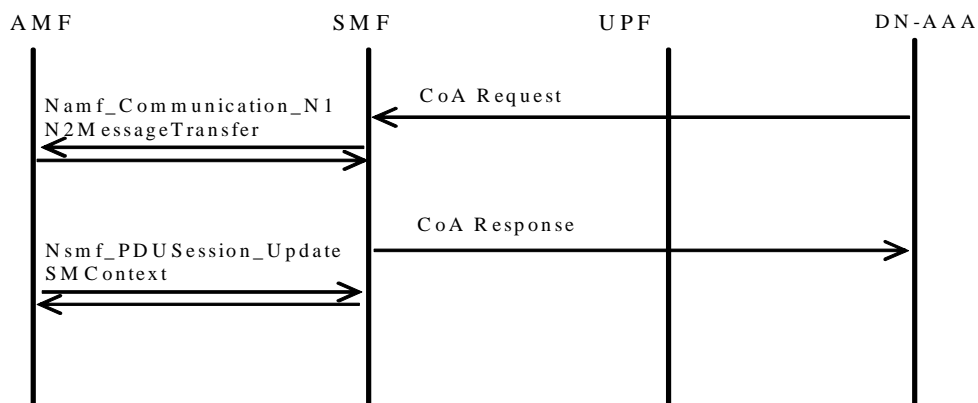 AMF
SMF
UPF
DN-AAA
CoA Request
Namf_Communication_N1
N2MessageTransfer
CoA Response
Nsmf_PDUSession_Update
SMContext